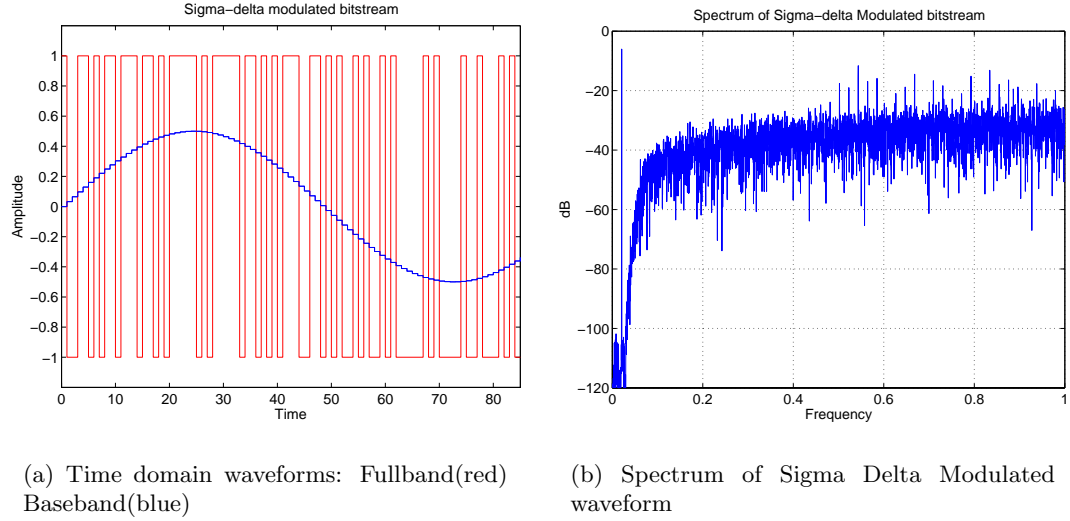 Sigma−delta modulated bitstream
1
0.8
0.6
0.4
0.2
0
−0.2
−0.4
−0.6
−0.8
−1
Amplitude
0 10 20 30 40 50 60 70 80
Time
Spectrum of Sigma−delta Modulated bitstream
0
−20
−40
−60
−80
−100
−120
dB
0 0.2 0.4 0.6 0.8 1
Frequency
(a) Time domain waveforms: Fullband(red)
Baseband(blue)
(b) Spectrum of Sigma Delta Modulated
waveform